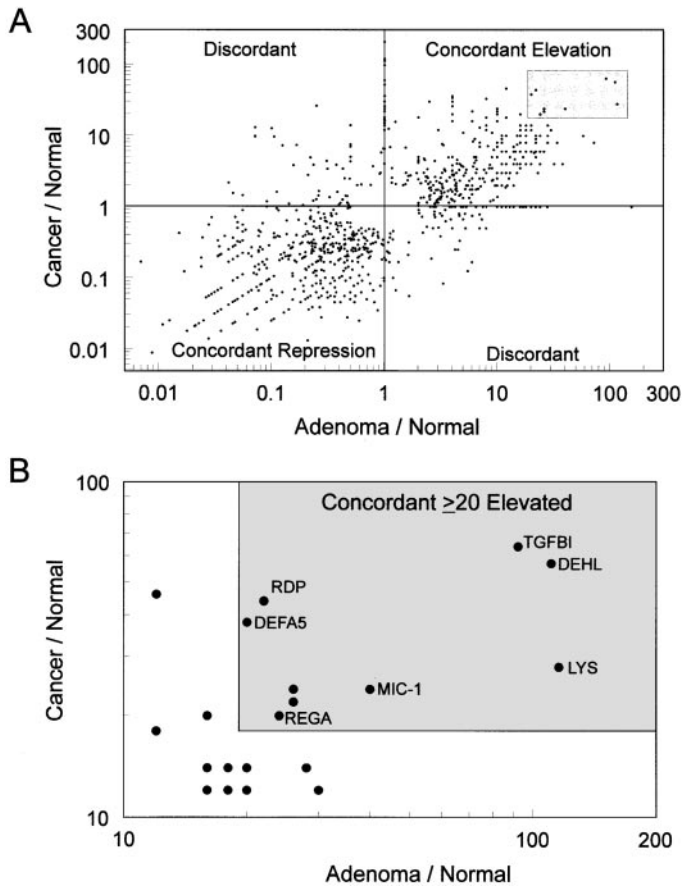 A
300
100
10
1
0.1
0.01
Cancer / Normal
Discordant
Concordant Elevation
Concordant Repression
Discordant
0.01
0.1
1
10
100
300
Adenoma / Normal
B
100
10
Cancer / Normal
Concordant ≥20 Elevated
TGFBI
DEHL
RDP
DEFA5
LYS
MIC-1
REGA
10
100
200
Adenoma / Normal